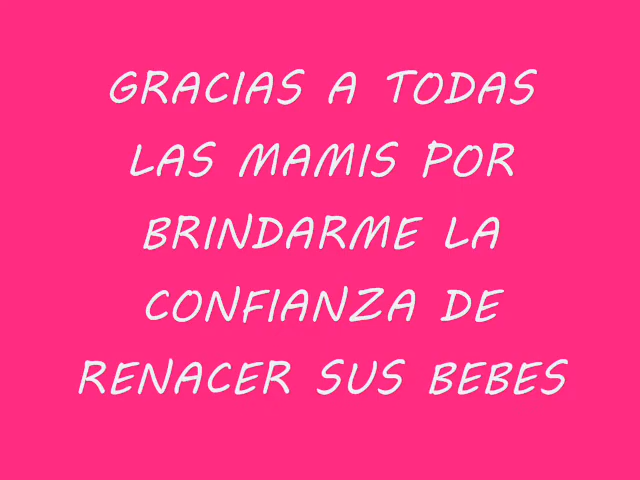 GRACIAS A TODAS
LAS MAMIS POR
BRINDARME LA
CONFIANZA DE
RENACER SUS BEBES